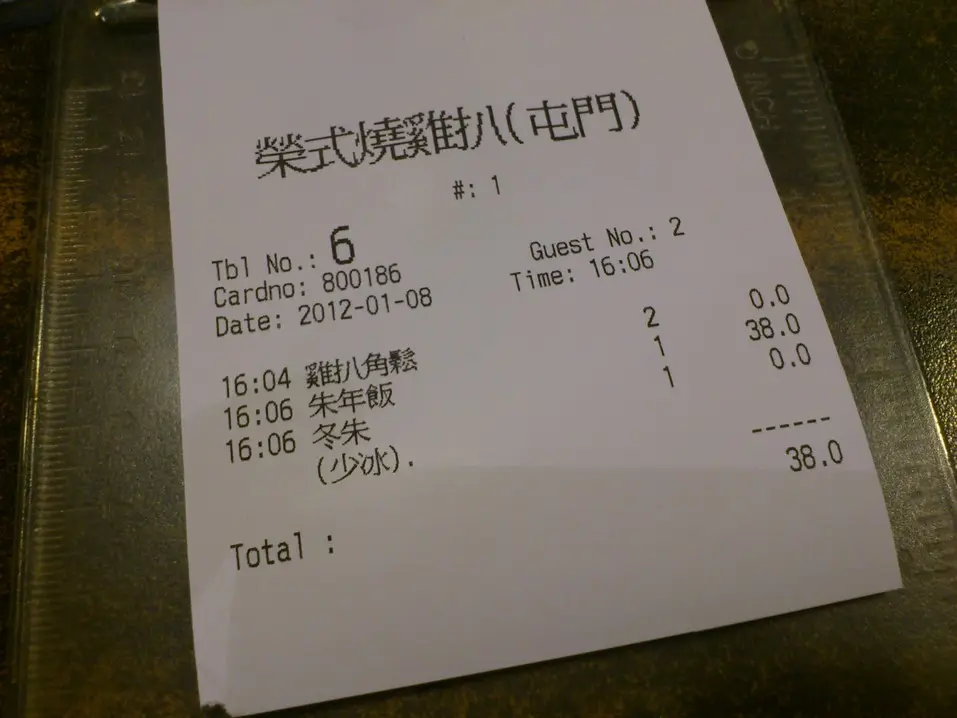 榮式燒雞扒(屯門)
#: 1
Tbl No.: 6 Guest No.: 2
Cardno: 800186 Time: 16:06
Date: 2012-01-08
16:04 雞扒角鬆 2 0.0
16:06 朱年飯 1 38.0
16:06 冬朱 1 0.0
(少冰).
------
Total : 38.0
INCH